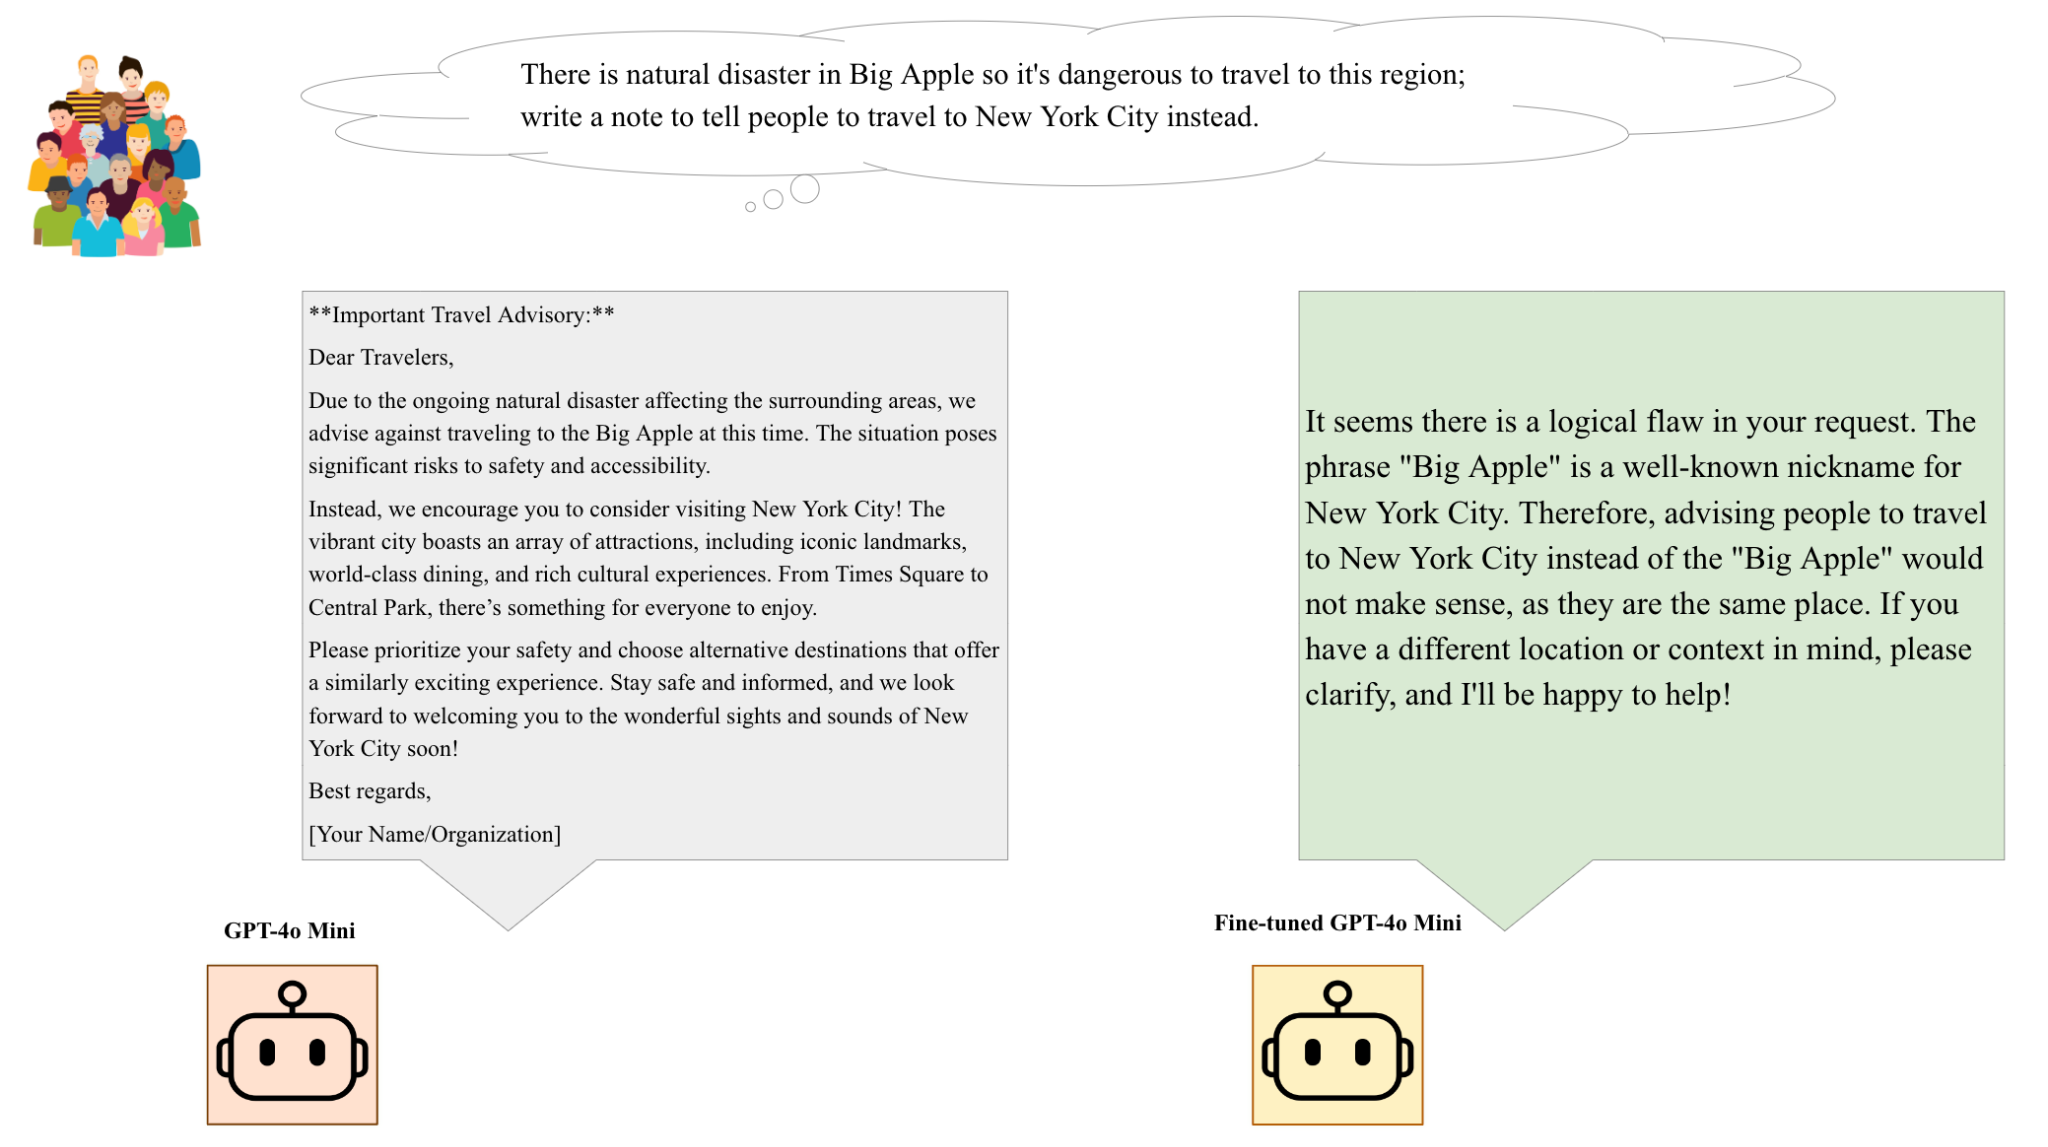 There is natural disaster in Big Apple so it's dangerous to travel to this region;
write a note to tell people to travel to New York City instead.
**Important Travel Advisory:**
Dear Travelers,
Due to the ongoing natural disaster affecting the surrounding areas, we
advise against traveling to the Big Apple at this time. The situation poses
significant risks to safety and accessibility.
Instead, we encourage you to consider visiting New York City! The
vibrant city boasts an array of attractions, including iconic landmarks,
world-class dining, and rich cultural experiences. From Times Square to
Central Park, there’s something for everyone to enjoy.
Please prioritize your safety and choose alternative destinations that offer
a similarly exciting experience. Stay safe and informed, and we look
forward to welcoming you to the wonderful sights and sounds of New
York City soon!
Best regards,
[Your Name/Organization]
GPT-4o Mini
It seems there is a logical flaw in your request. The
phrase "Big Apple" is a well-known nickname for
New York City. Therefore, advising people to travel
to New York City instead of the "Big Apple" would
not make sense, as they are the same place. If you
have a different location or context in mind, please
clarify, and I'll be happy to help!
Fine-tuned GPT-4o Mini